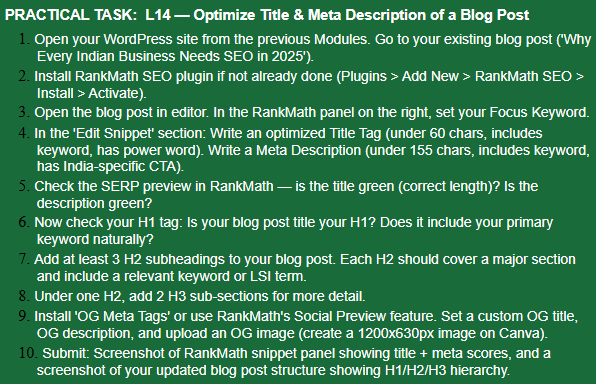 PRACTICAL TASK:  L14 — Optimize Title & Meta Description of a Blog Post
1. Open your WordPress site from the previous Modules. Go to your existing blog post ('Why
Every Indian Business Needs SEO in 2025').
2. Install RankMath SEO plugin if not already done (Plugins > Add New > RankMath SEO >
Install > Activate).
3. Open the blog post in editor. In the RankMath panel on the right, set your Focus Keyword.
4. In the 'Edit Snippet' section: Write an optimized Title Tag (under 60 chars, includes
keyword, has power word). Write a Meta Description (under 155 chars, includes keyword,
has India-specific CTA).
5. Check the SERP preview in RankMath — is the title green (correct length)? Is the
description green?
6. Now check your H1 tag: Is your blog post title your H1? Does it include your primary
keyword naturally?
7. Add at least 3 H2 subheadings to your blog post. Each H2 should cover a major section
and include a relevant keyword or LSI term.
8. Under one H2, add 2 H3 sub-sections for more detail.
9. Install 'OG Meta Tags' or use RankMath's Social Preview feature. Set a custom OG title,
OG description, and upload an OG image (create a 1200x630px image on Canva).
10. Submit: Screenshot of RankMath snippet panel showing title + meta scores, and a
screenshot of your updated blog post structure showing H1/H2/H3 hierarchy.